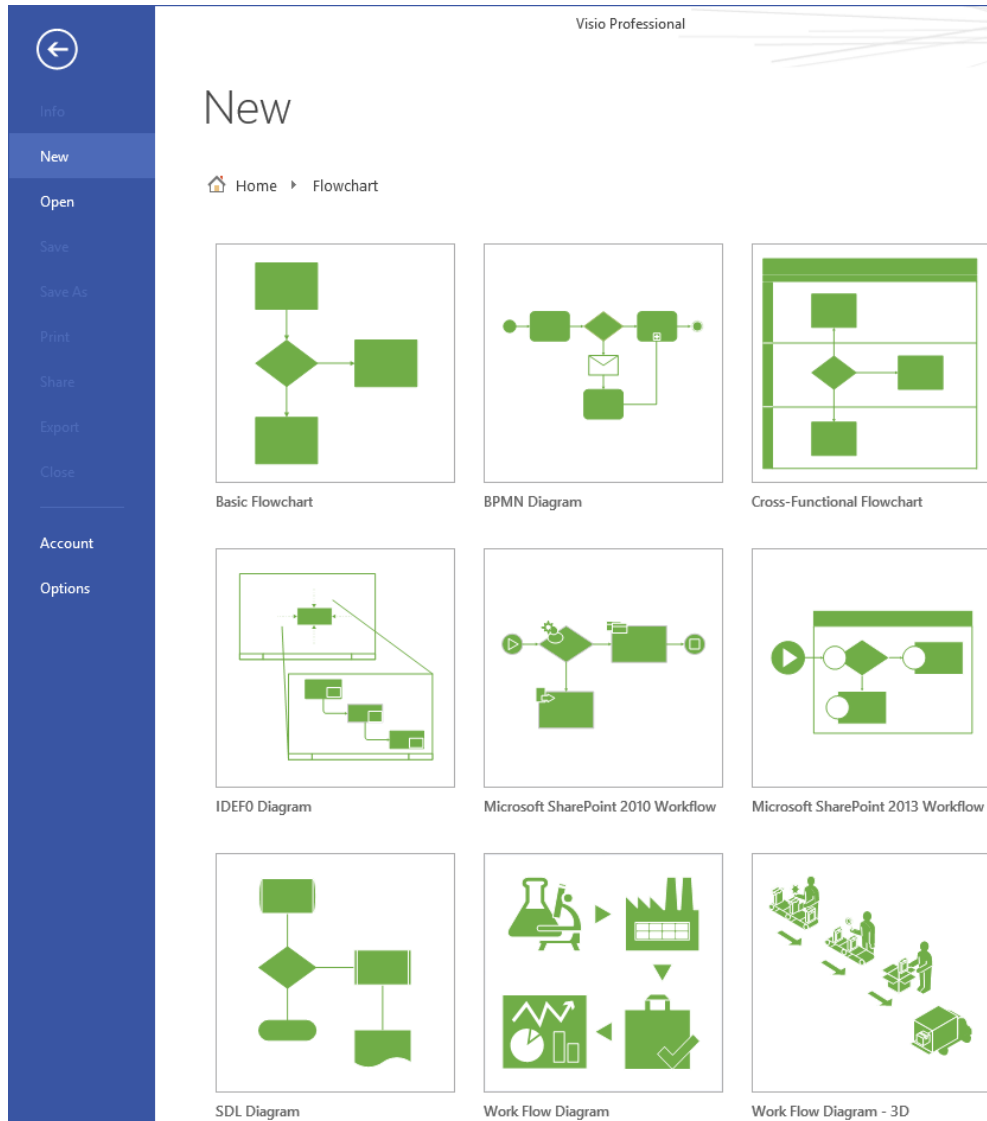 Visio Professional
Info
New
Open
Save
Save As
Print
Share
Export
Close
Account
Options
New
Home Flowchart
Basic Flowchart
BPMN Diagram
Cross-Functional Flowchart
IDEF0 Diagram
Microsoft SharePoint 2010 Workflow
Microsoft SharePoint 2013 Workflow
SDL Diagram
Work Flow Diagram
Work Flow Diagram - 3D